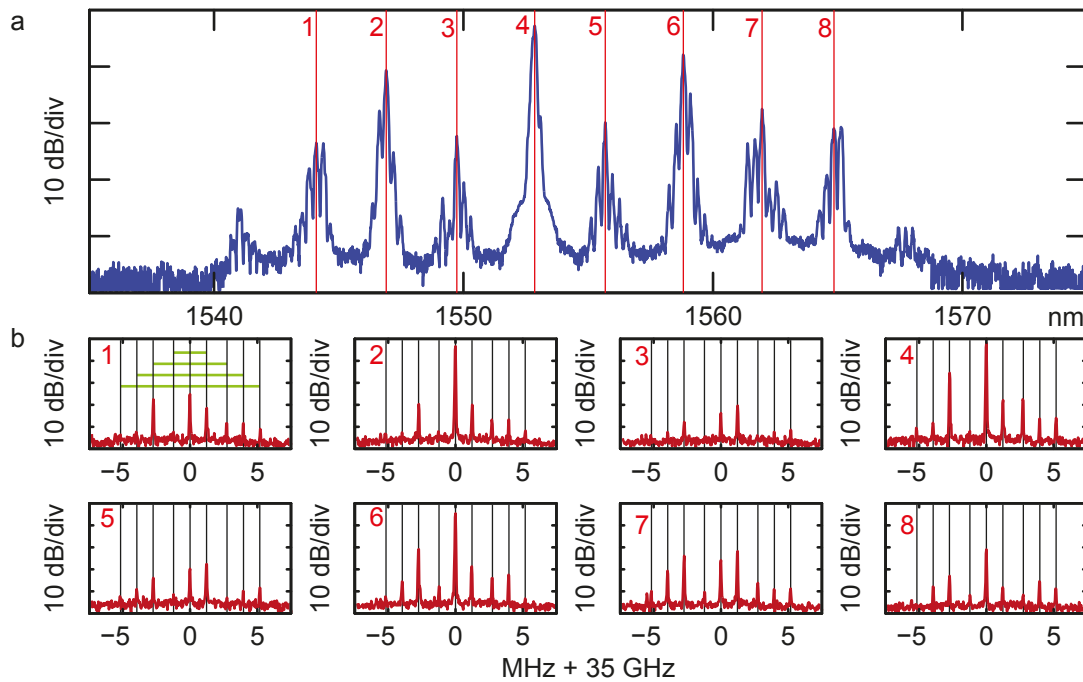 a
1 2 3 4 5 6 7 8
10 dB/div
1540 1550 1560 1570 nm
b
1 2 3 4
10 dB/div 10 dB/div 10 dB/div 10 dB/div
−5 0 5 −5 0 5 −5 0 5 −5 0 5
5 6 7 8
10 dB/div 10 dB/div 10 dB/div 10 dB/div
−5 0 5 −5 0 5 −5 0 5 −5 0 5
MHz + 35 GHz